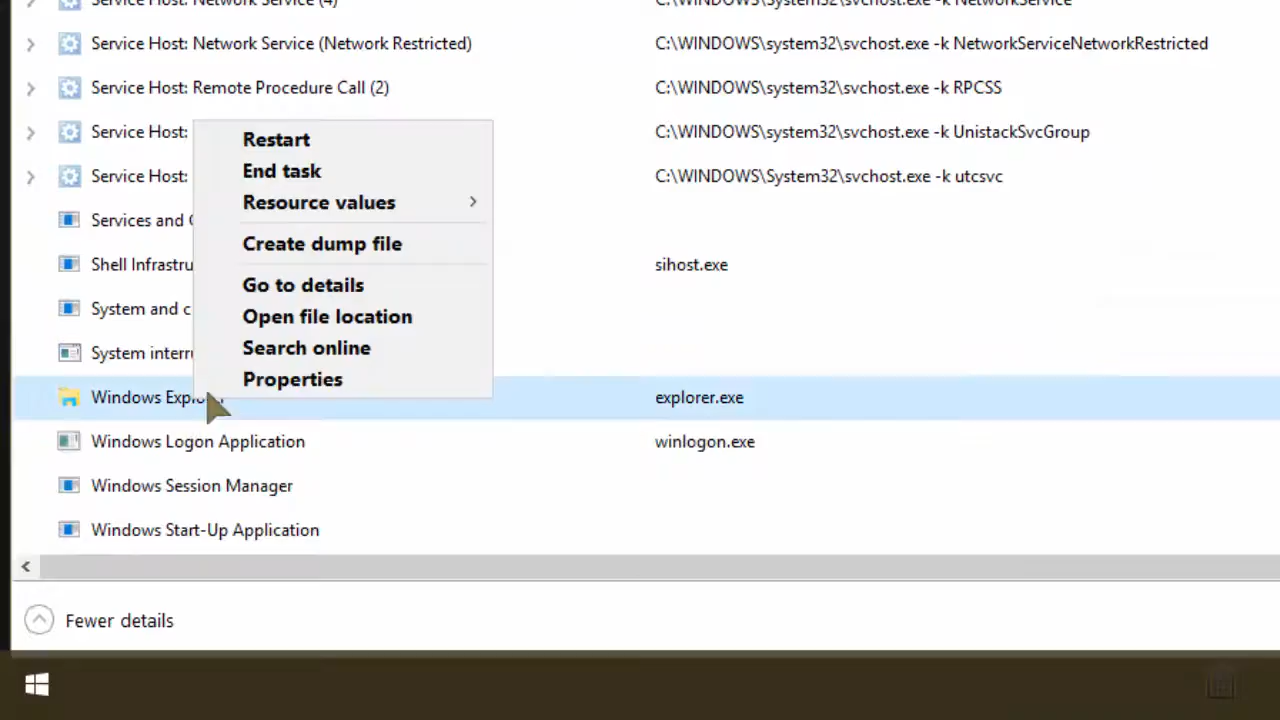 Service Host: Network Service (4)
C:\WINDOWS\System32\svchost.exe -k NetworkService
Service Host: Network Service (Network Restricted)
C:\WINDOWS\system32\svchost.exe -k NetworkServiceNetworkRestricted
Service Host: Remote Procedure Call (2)
C:\WINDOWS\system32\svchost.exe -k RPCSS
Service Host:
C:\WINDOWS\system32\svchost.exe -k UnistackSvcGroup
Service Host:
C:\WINDOWS\System32\svchost.exe -k utcsvc
Services and
Shell Infrastru
sihost.exe
System and c
System interru
Restart
End task
Resource values
Create dump file
Go to details
Open file location
Search online
Properties
Windows Explorer
explorer.exe
Windows Logon Application
winlogon.exe
Windows Session Manager
Windows Start-Up Application
Fewer details